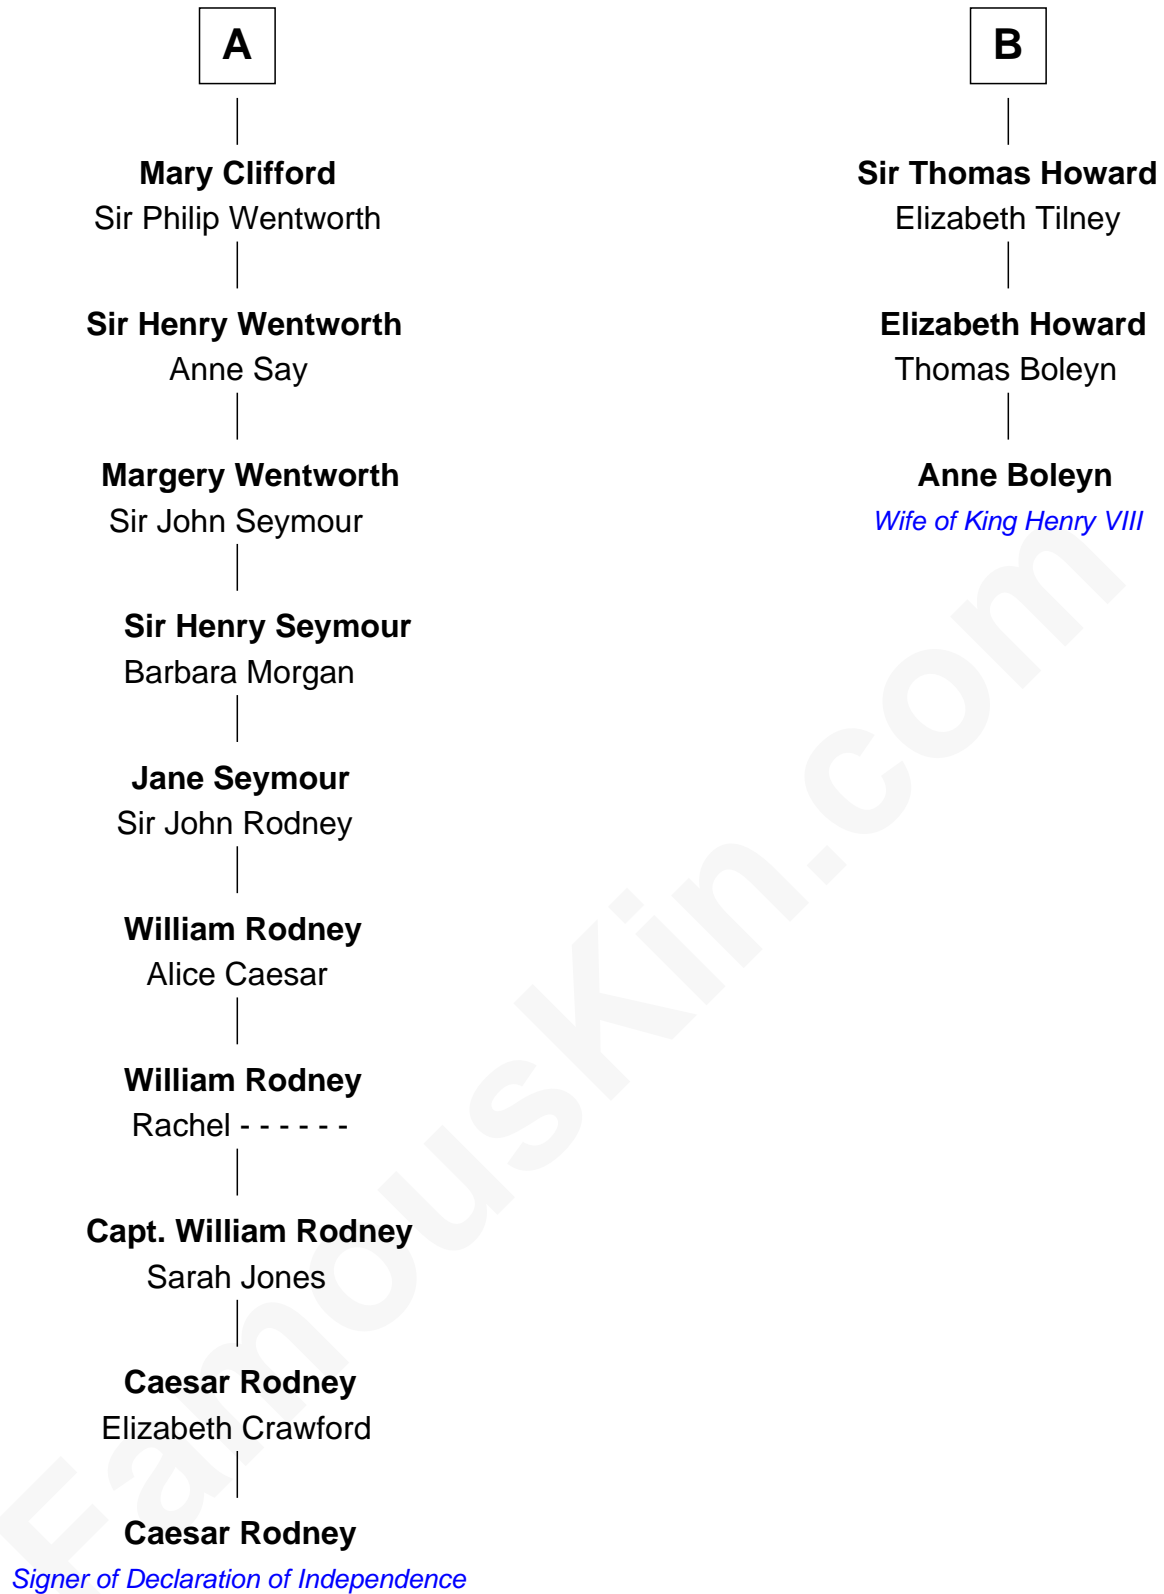 A
Mary Clifford
Sir Philip Wentworth
Sir Henry Wentworth
Anne Say
Margery Wentworth
Sir John Seymour
Sir Henry Seymour
Barbara Morgan
Jane Seymour
Sir John Rodney
William Rodney
Alice Caesar
William Rodney
Rachel - - - - - -
Capt. William Rodney
Sarah Jones
Caesar Rodney
Elizabeth Crawford
Caesar Rodney
Signer of Declaration of Independence
B
Sir Thomas Howard
Elizabeth Tilney
Elizabeth Howard
Thomas Boleyn
Anne Boleyn
Wife of King Henry VIII
FamousKin.com